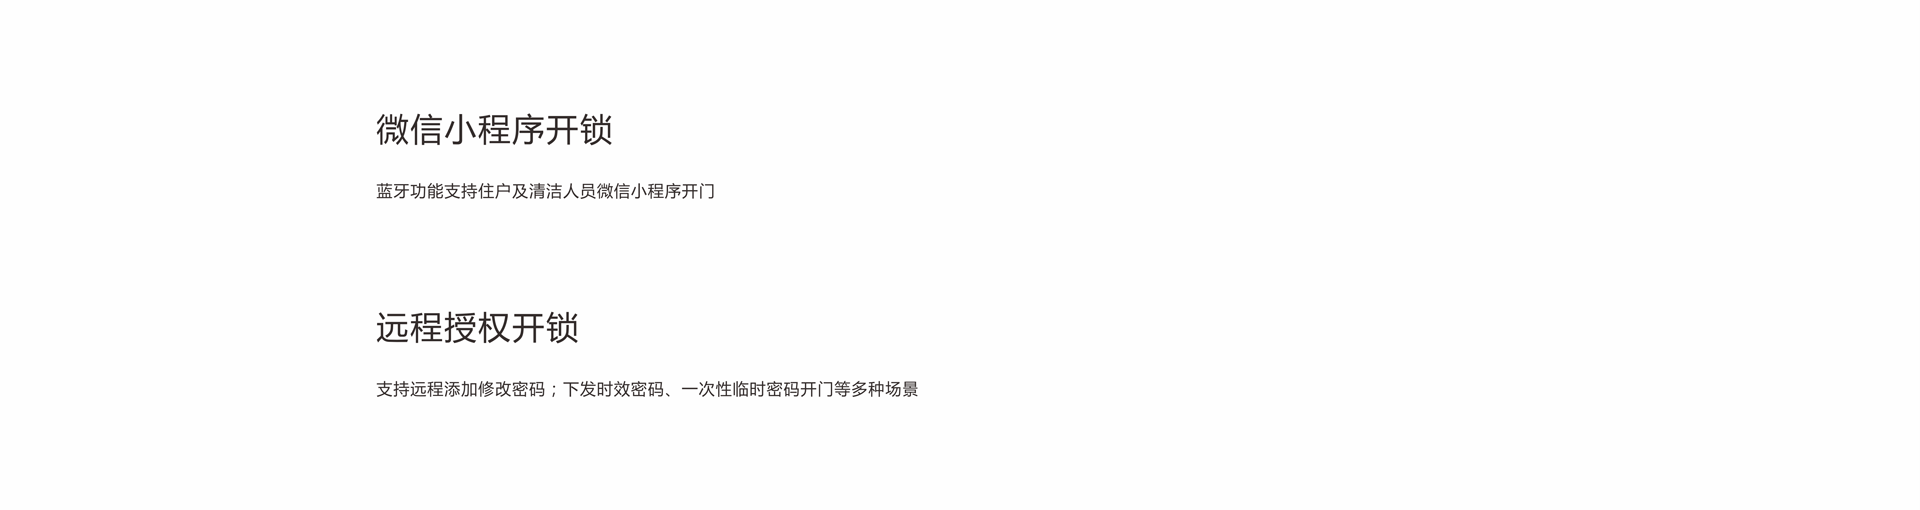 微信小程序开锁
蓝牙功能支持住户及清洁人员微信小程序开门
远程授权开锁
支持远程添加修改密码；下发时效密码、一次性临时密码开门等多种场景